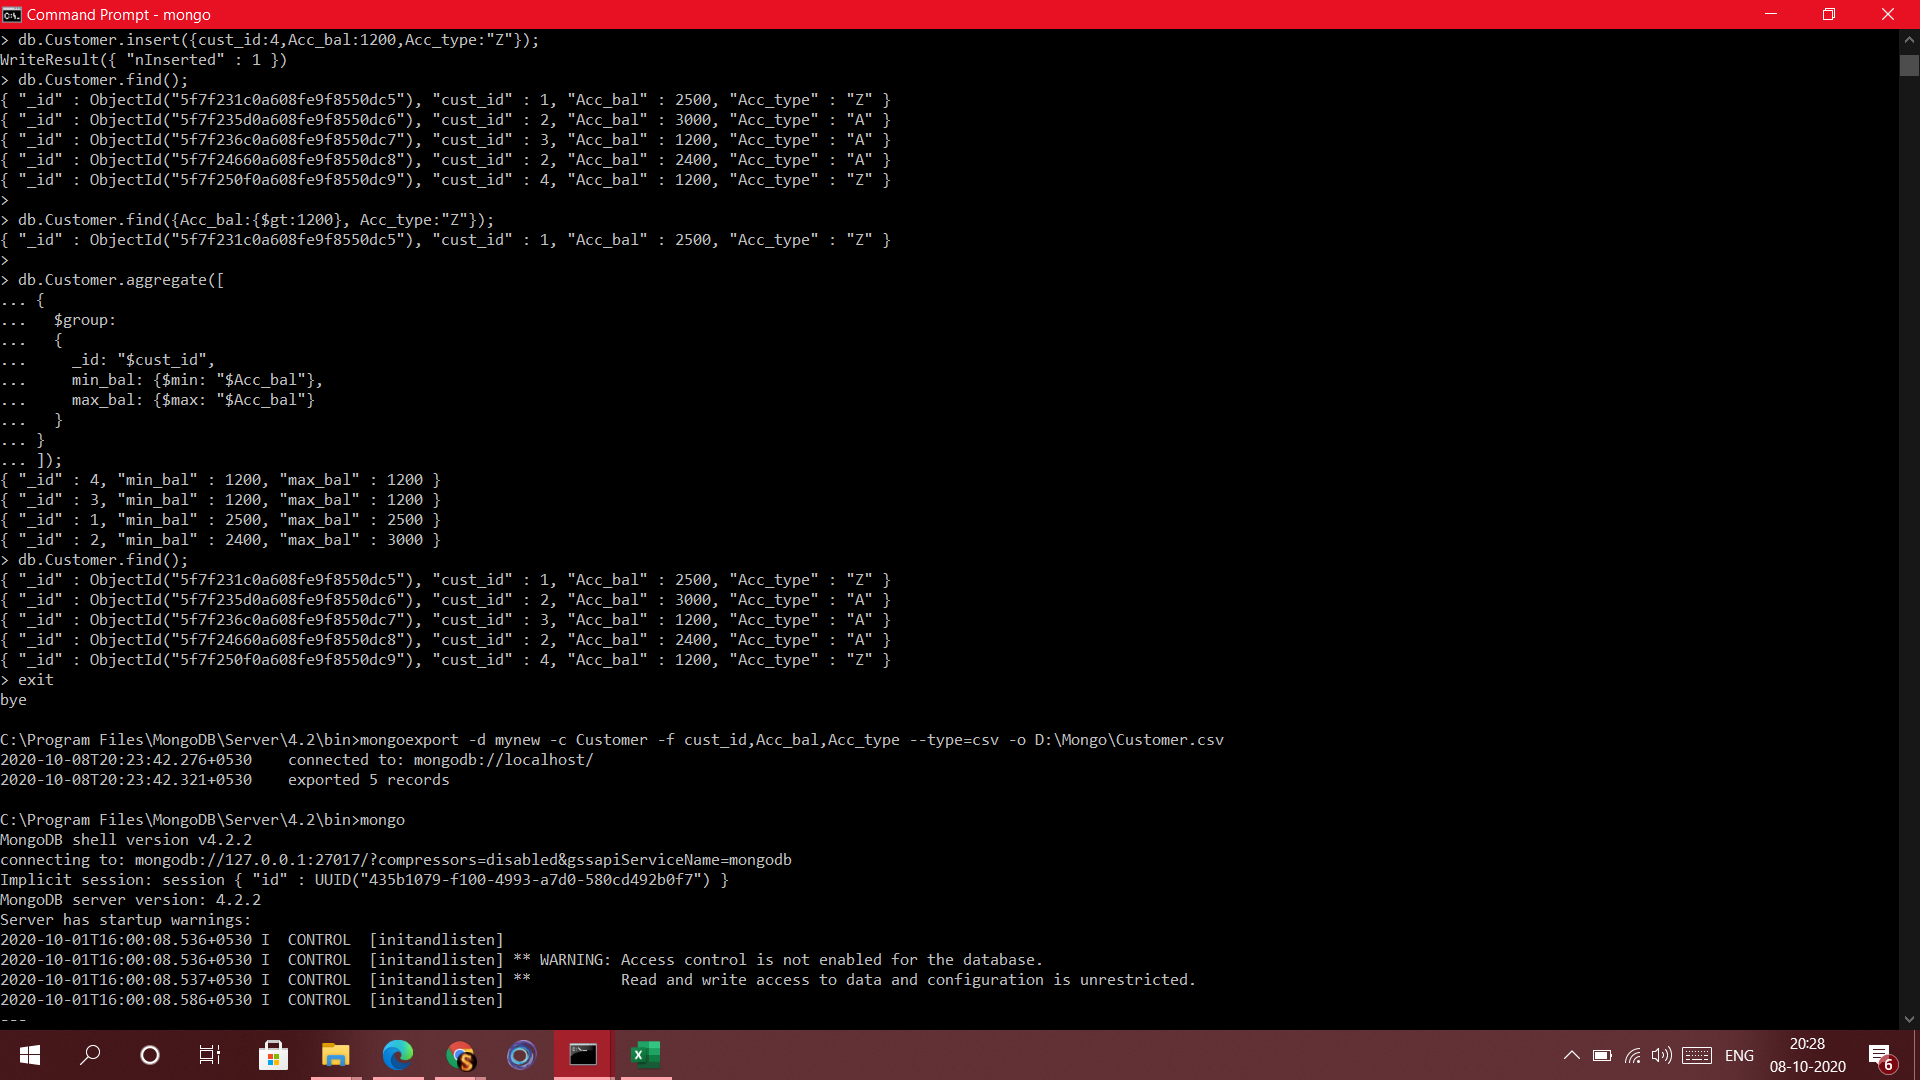 Command Prompt - mongo
> db.Customer.insert({cust_id:4,Acc_bal:1200,Acc_type:"Z"});
WriteResult({ "nInserted" : 1 })
> db.Customer.find();
{ "_id" : ObjectId("5f7f231c0a608fe9f8550dc5"), "cust_id" : 1, "Acc_bal" : 2500, "Acc_type" : "Z" }
{ "_id" : ObjectId("5f7f235d0a608fe9f8550dc6"), "cust_id" : 2, "Acc_bal" : 3000, "Acc_type" : "A" }
{ "_id" : ObjectId("5f7f236c0a608fe9f8550dc7"), "cust_id" : 3, "Acc_bal" : 1200, "Acc_type" : "A" }
{ "_id" : ObjectId("5f7f24660a608fe9f8550dc8"), "cust_id" : 2, "Acc_bal" : 2400, "Acc_type" : "A" }
{ "_id" : ObjectId("5f7f250f0a608fe9f8550dc9"), "cust_id" : 4, "Acc_bal" : 1200, "Acc_type" : "Z" }
>
> db.Customer.find({Acc_bal:{$gt:1200}, Acc_type:"Z"});
{ "_id" : ObjectId("5f7f231c0a608fe9f8550dc5"), "cust_id" : 1, "Acc_bal" : 2500, "Acc_type" : "Z" }
>
> db.Customer.aggregate([
... {
...   $group:
...   {
...     _id: "$cust_id",
...     min_bal: {$min: "$Acc_bal"},
...     max_bal: {$max: "$Acc_bal"}
...   }
... }
... ]);
{ "_id" : 4, "min_bal" : 1200, "max_bal" : 1200 }
{ "_id" : 3, "min_bal" : 1200, "max_bal" : 1200 }
{ "_id" : 1, "min_bal" : 2500, "max_bal" : 2500 }
{ "_id" : 2, "min_bal" : 2400, "max_bal" : 3000 }
> db.Customer.find();
{ "_id" : ObjectId("5f7f231c0a608fe9f8550dc5"), "cust_id" : 1, "Acc_bal" : 2500, "Acc_type" : "Z" }
{ "_id" : ObjectId("5f7f235d0a608fe9f8550dc6"), "cust_id" : 2, "Acc_bal" : 3000, "Acc_type" : "A" }
{ "_id" : ObjectId("5f7f236c0a608fe9f8550dc7"), "cust_id" : 3, "Acc_bal" : 1200, "Acc_type" : "A" }
{ "_id" : ObjectId("5f7f24660a608fe9f8550dc8"), "cust_id" : 2, "Acc_bal" : 2400, "Acc_type" : "A" }
{ "_id" : ObjectId("5f7f250f0a608fe9f8550dc9"), "cust_id" : 4, "Acc_bal" : 1200, "Acc_type" : "Z" }
> exit
bye
C:\Program Files\MongoDB\Server\4.2\bin>mongoexport -d mynew -c Customer -f cust_id,Acc_bal,Acc_type --type=csv -o D:\Mongo\Customer.csv
2020-10-08T20:23:42.276+0530    connected to: mongodb://localhost/
2020-10-08T20:23:42.321+0530    exported 5 records
C:\Program Files\MongoDB\Server\4.2\bin>mongo
MongoDB shell version v4.2.2
connecting to: mongodb://127.0.0.1:27017/?compressors=disabled&gssapiServiceName=mongodb
Implicit session: session { "id" : UUID("435b1079-f100-4993-a7d0-580cd492b0f7") }
MongoDB server version: 4.2.2
Server has startup warnings:
2020-10-01T16:00:08.536+0530 I  CONTROL  [initandlisten]
2020-10-01T16:00:08.536+0530 I  CONTROL  [initandlisten] ** WARNING: Access control is not enabled for the database.
2020-10-01T16:00:08.537+0530 I  CONTROL  [initandlisten] **          Read and write access to data and configuration is unrestricted.
2020-10-01T16:00:08.586+0530 I  CONTROL  [initandlisten]
---
ENG
20:28
08-10-2020
6